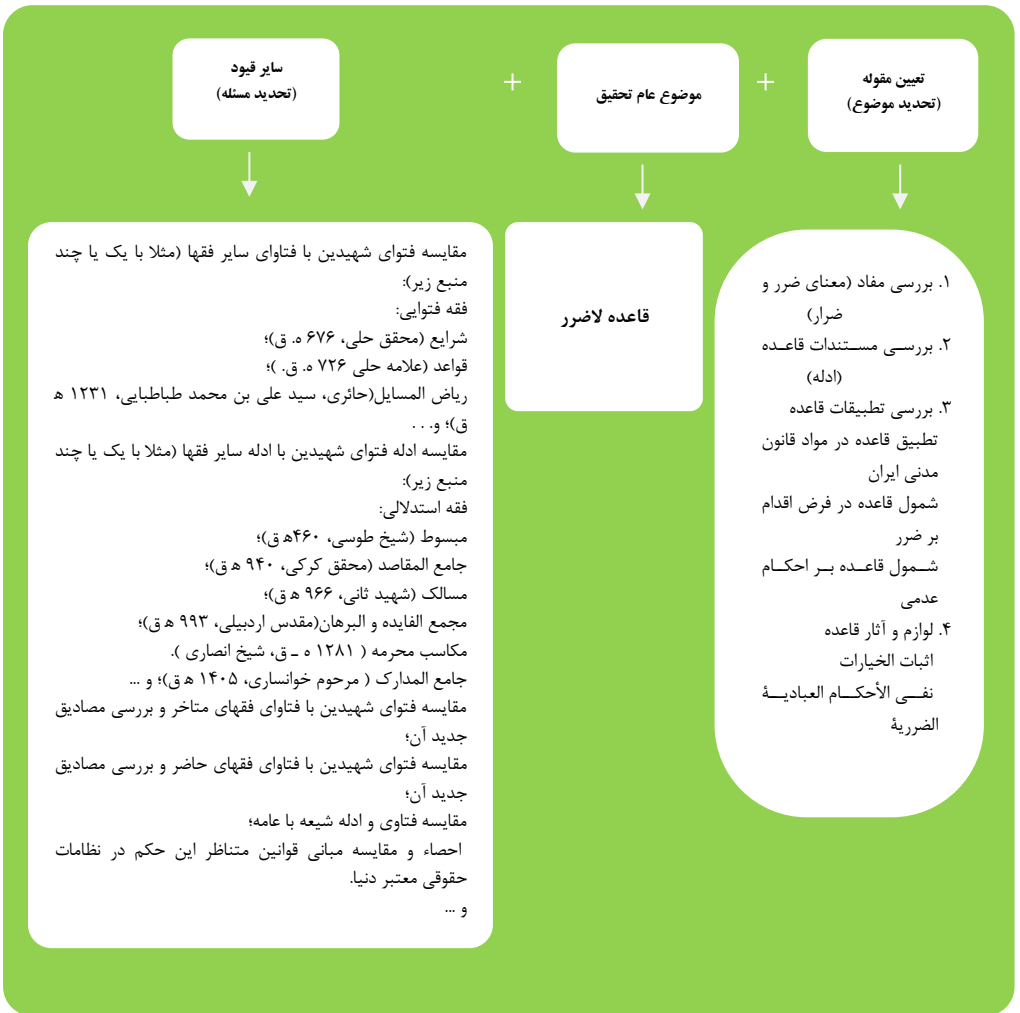 تعیین مقوله
(تحدید موضوع)
+
موضوع عام تحقیق
+
سایر قیود
(تحدید مسئله)
۱. بررسی مفاد (معنای ضرر و
ضرار)
۲. بررسی مستندات قاعده
(ادله)
۳. بررسی تطبیقات قاعده
تطبیق قاعده در مواد قانون
مدنی ایران
شمول قاعده در فرض اقدام
بر ضرر
شمول قاعده بر احکام
عدمی
۴. لوازم و آثار قاعده
اثبات الخیارات
نفی الأحکام العبادیة
الضرریة
قاعده لاضرر
مقایسه فتوای شهیدین با فتاوای سایر فقها (مثلا با یک یا چند
منبع زیر):
فقه فتوایی:
شرایع (محقق حلی، ۶۷۶ ه. ق)؛
قواعد (علامه حلی ۷۲۶ ه. ق. )؛
ریاض المسایل(حائری، سید علی بن محمد طباطبایی، ۱۲۳۱ ه
ق)؛ و. . .
مقایسه ادله فتوای شهیدین با ادله سایر فقها (مثلا با یک یا چند
منبع زیر):
فقه استدلالی:
مبسوط (شیخ طوسی، ۴۶۰ه ق)؛
جامع المقاصد (محقق کرکی، ۹۴۰ ه ق)؛
مسالک (شهید ثانی، ۹۶۶ ه ق)؛
مجمع الفایده و البرهان(مقدس اردبیلی، ۹۹۳ ه ق)؛
مکاسب محرمه ( ۱۲۸۱ ه ـ ق، شیخ انصاری ).
جامع المدارک ( مرحوم خوانساری، ۱۴۰۵ ه ق)؛ و ...
مقایسه فتوای شهیدین با فتاوای فقهای متاخر و بررسی مصادیق
جدید آن؛
مقایسه فتوای شهیدین با فتاوای فقهای حاضر و بررسی مصادیق
جدید آن؛
مقایسه فتاوی و ادله شیعه با عامه؛
احصاء و مقایسه مبانی قوانین متناظر این حکم در نظامات
حقوقی معتبر دنیا.
و ...